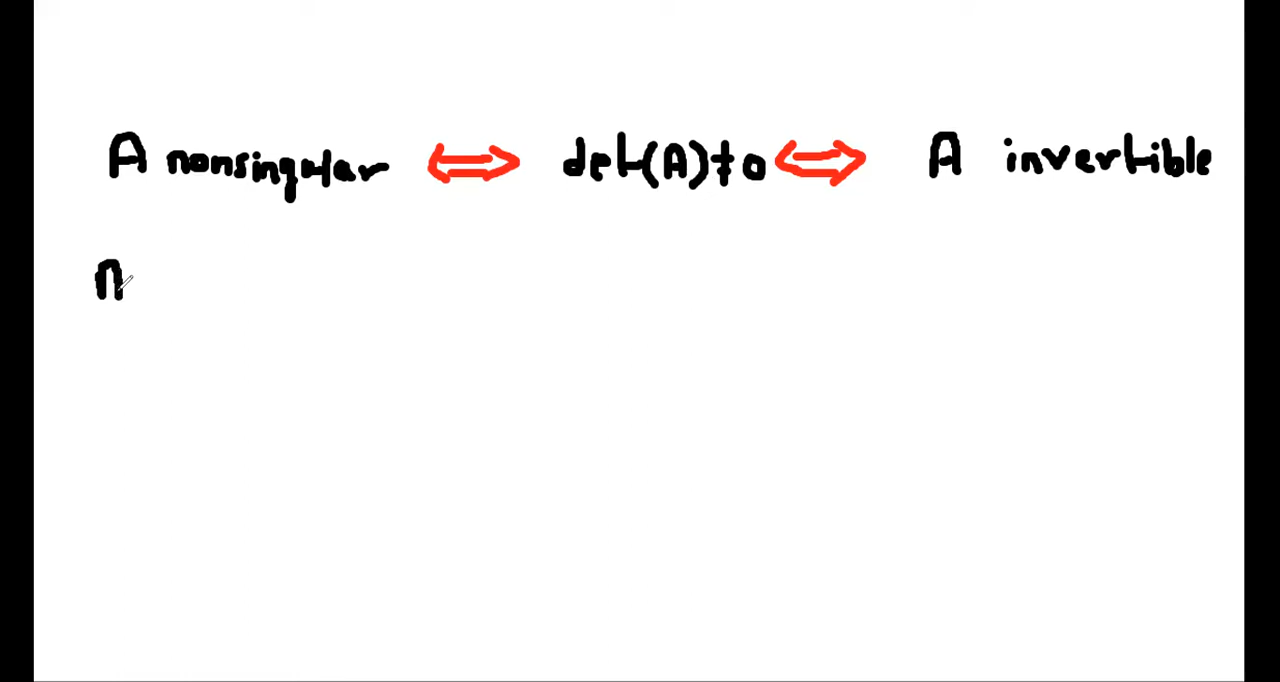 A nonsingular ⇔ det(A)≠0 ⇔ A invertible